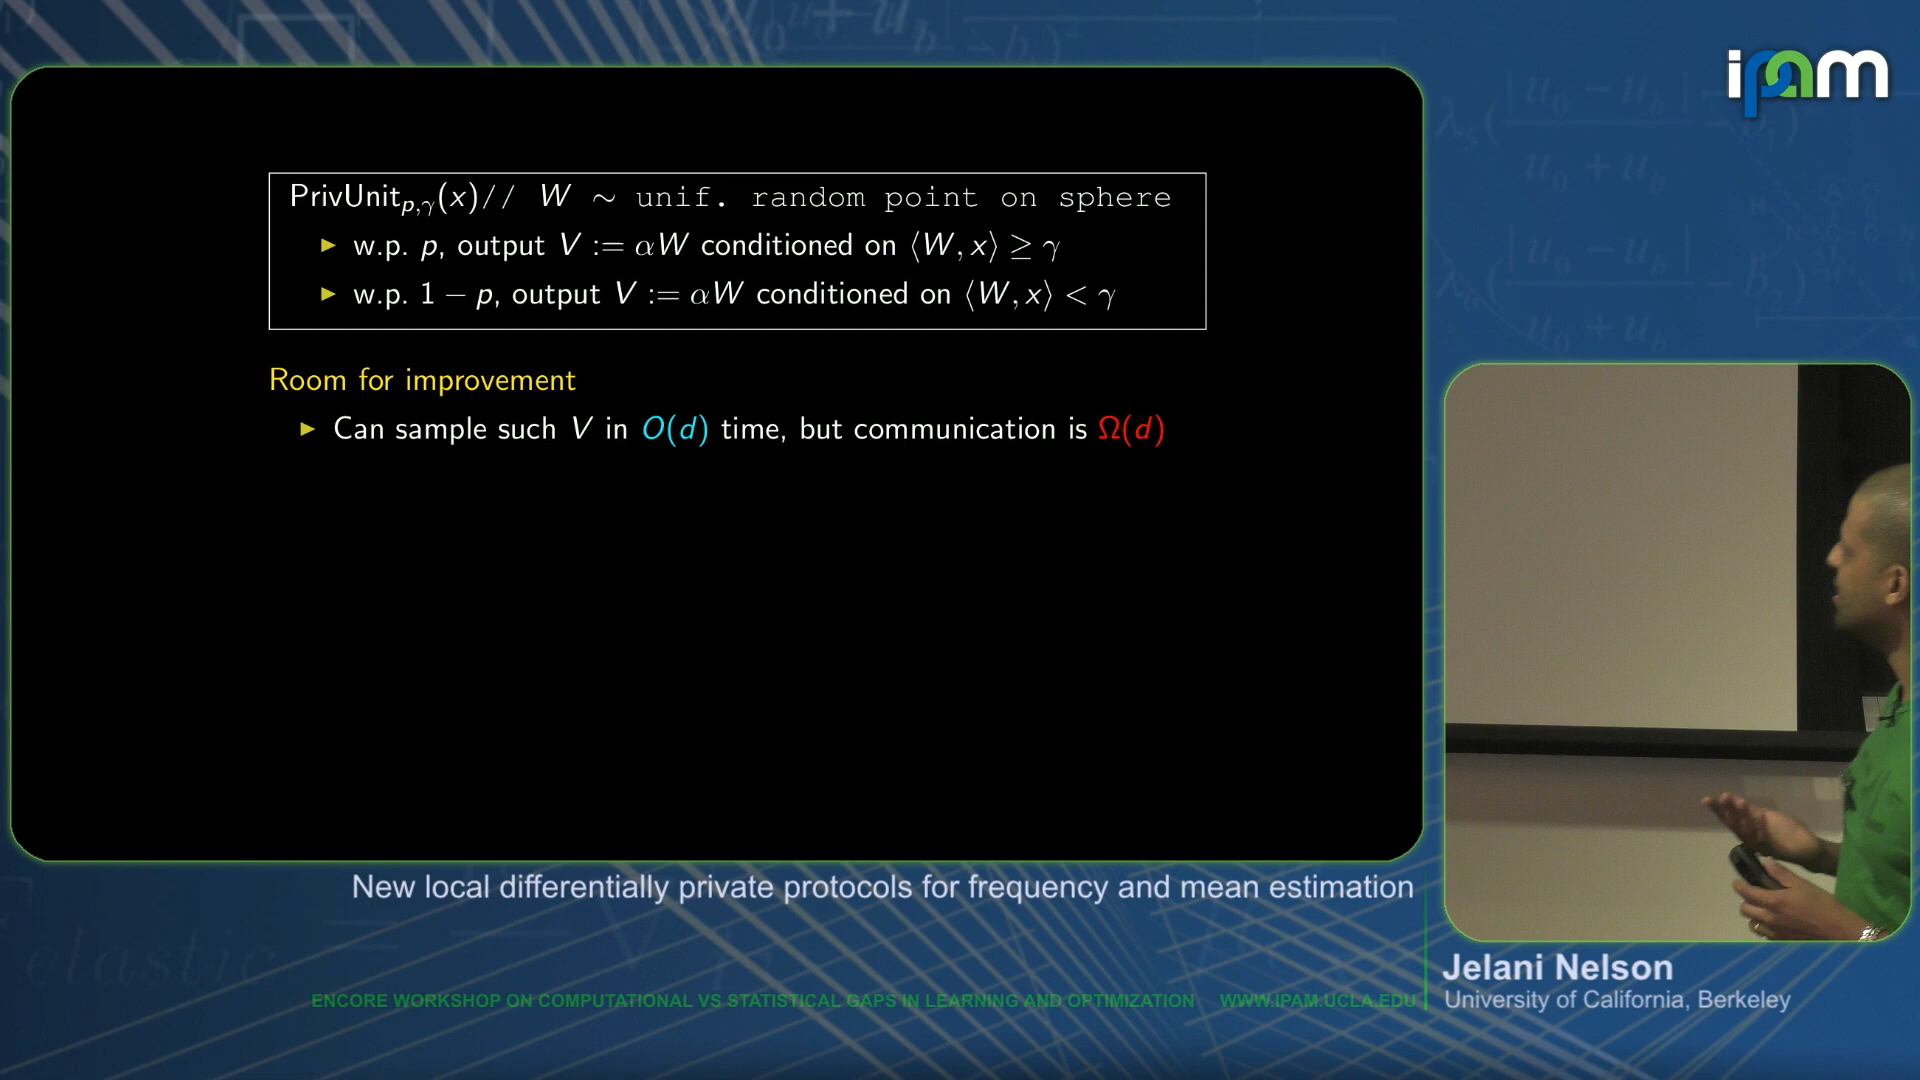 ipam
PrivUnit_{p,γ}(x)// W ∼ unif. random point on sphere
▶ w.p. p, output V := αW conditioned on ⟨W, x⟩ ≥ γ
▶ w.p. 1 − p, output V := αW conditioned on ⟨W, x⟩ < γ
Room for improvement
▶ Can sample such V in O(d) time, but communication is Ω(d)
New local differentially private protocols for frequency and mean estimation
Jelani Nelson
University of California, Berkeley
ENCORE WORKSHOP ON COMPUTATIONAL VS STATISTICAL GAPS IN LEARNING AND OPTIMIZATION WWW.IPAM.UCLA.EDU
elastic